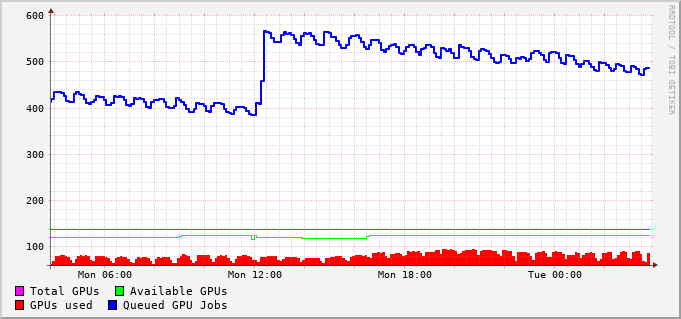 600
500
400
300
200
100
Mon 06:00 Mon 12:00 Mon 18:00 Tue 00:00
Total GPUs Available GPUs
GPUs used Queued GPU Jobs
RRDTOOL / TOBI OETIKER